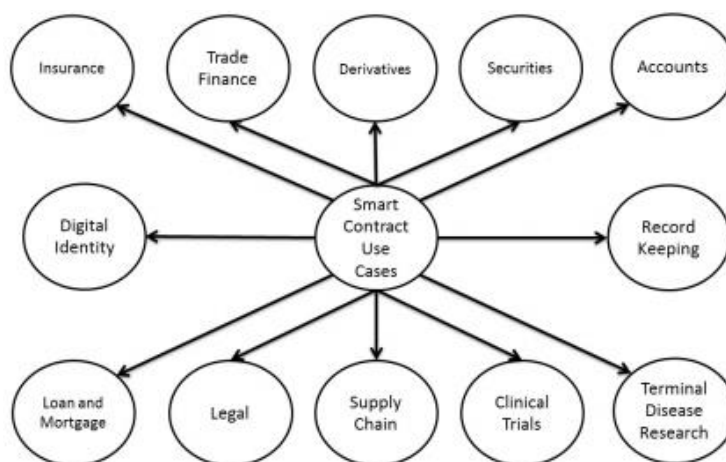 Insurance
Trade
Finance
Derivatives
Securities
Accounts
Digital
Identity
Smart
Contract
Use
Cases
Record
Keeping
Loan and
Mortgage
Legal
Supply
Chain
Clinical
Trials
Terminal
Disease
Research